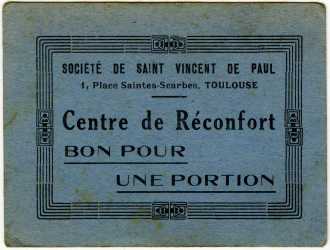 SOCIÉTÉ DE SAINT VINCENT DE PAUL
1, Place Saintes-Scarbes, TOULOUSE
Centre de Réconfort
BON POUR
UNE PORTION